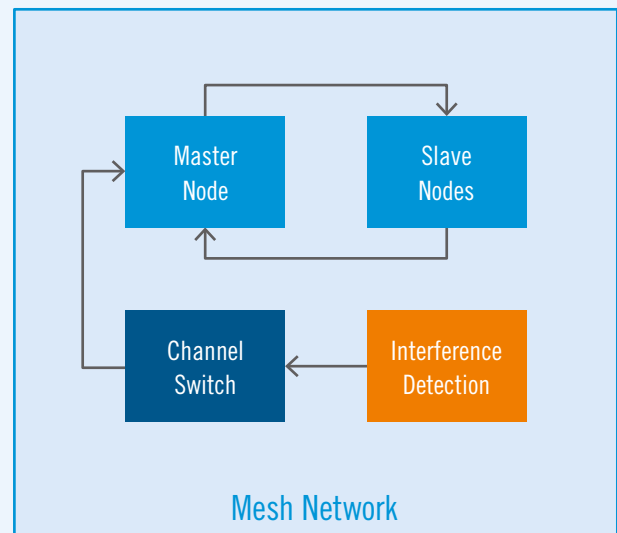 Master
Node
Slave
Nodes
Channel
Switch
Interference
Detection
Mesh Network